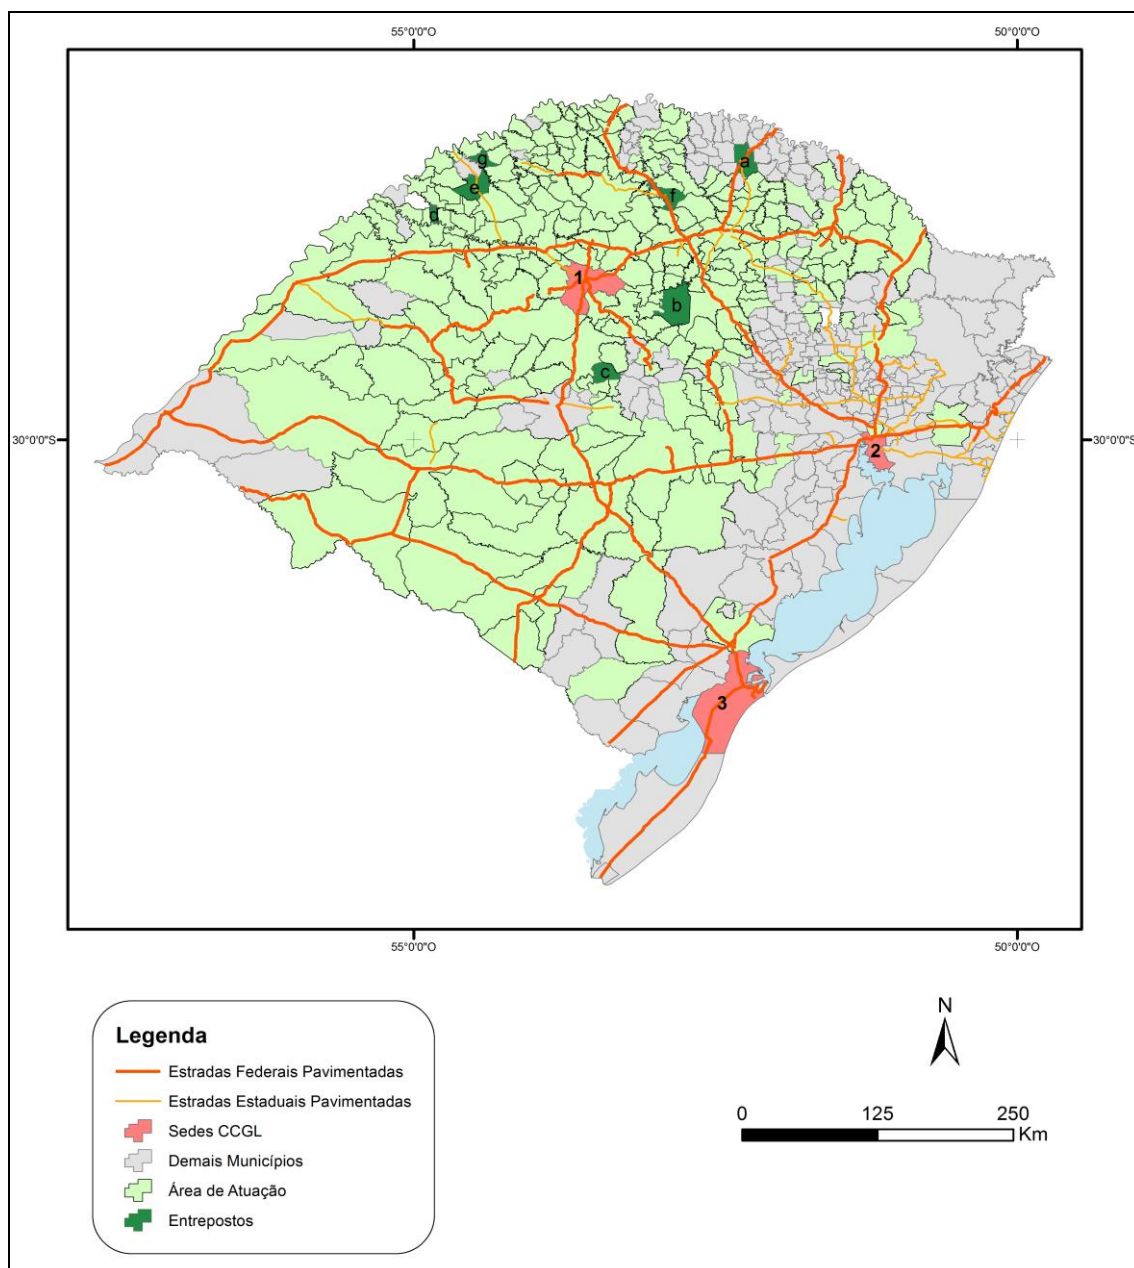 55°0'0"O 50°0'0"O
g
a
e
f
d
1
b
c
30°0'0"S 30°0'0"S
2
3
55°0'0"O 50°0'0"O
Legenda
Estradas Federais Pavimentadas
Estradas Estaduais Pavimentadas
Sedes CCGL
Demais Municípios
Área de Atuação
Entrepostos
N
0 125 250
Km